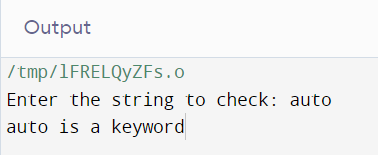 Output
/tmp/lFRELQyZFs.o
Enter the string to check: auto
auto is a keyword